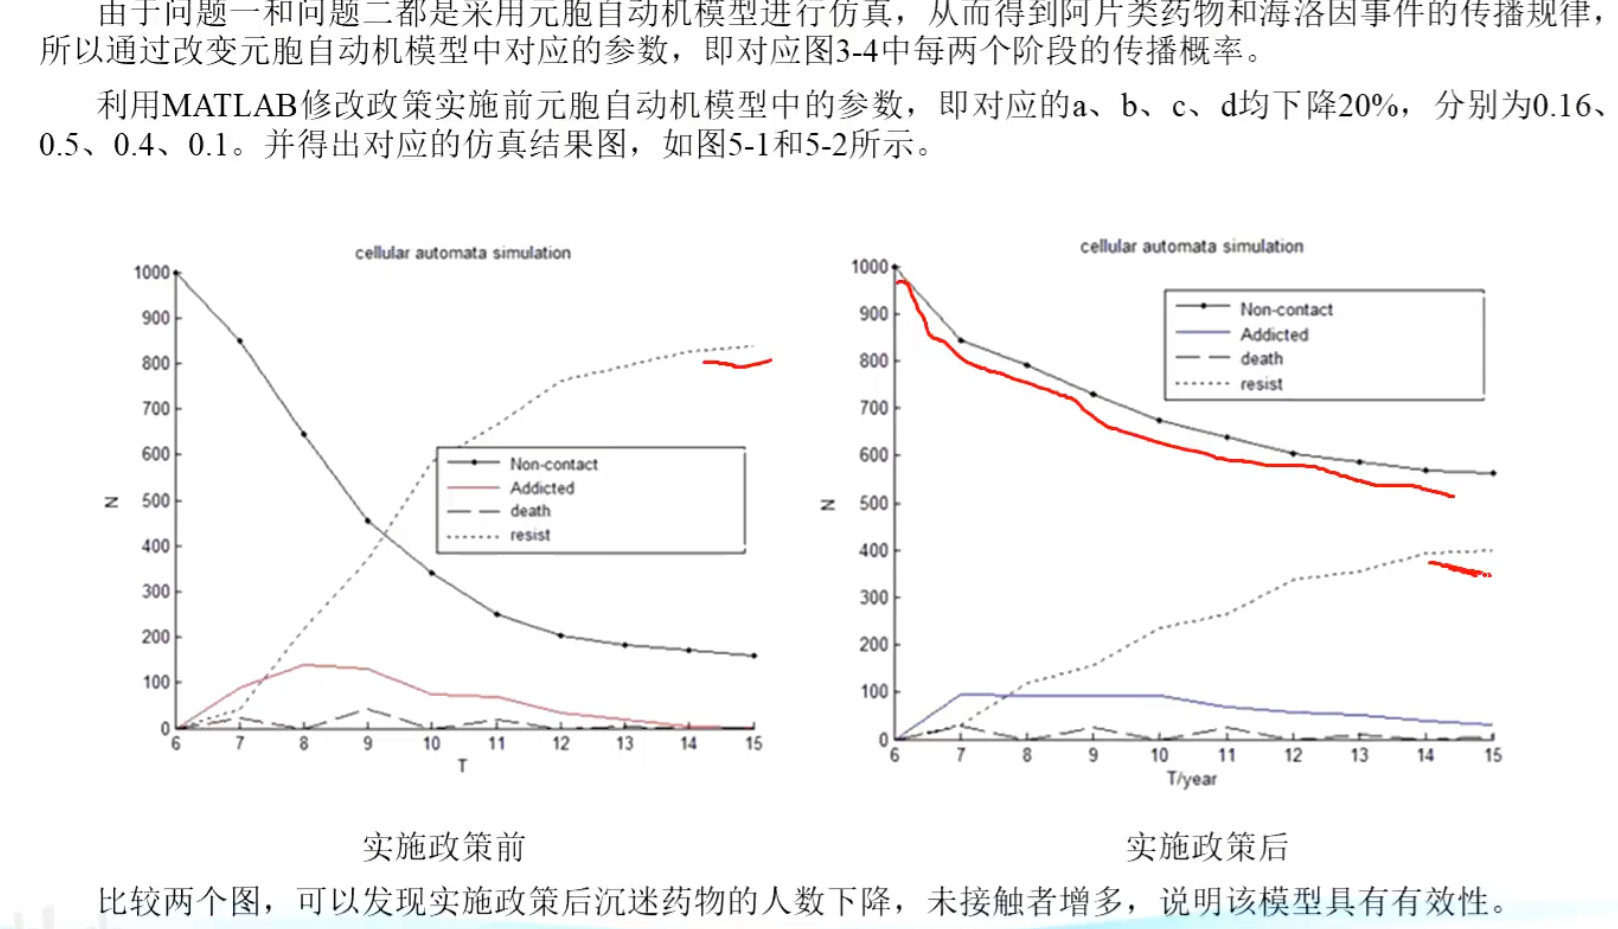 由于问题一和问题二都是采用元胞自动机模型进行仿真，从而得到阿片类药物和海洛因事件的传播规律，
所以通过改变元胞自动机模型中对应的参数，即对应图3-4中每两个阶段的传播概率。
利用MATLAB修改政策实施前元胞自动机模型中的参数，即对应的a、b、c、d均下降20%，分别为0.16、
0.5、0.4、0.1。并得出对应的仿真结果图，如图5-1和5-2所示。
cellular automata simulation
1000
900
800
700
600
500
400
300
200
100
0
N
Non-contact
Addicted
death
resist
6 7 8 9 10 11 12 13 14 15
T
cellular automata simulation
1000
900
800
700
600
500
400
300
200
100
0
N
Non-contact
Addicted
death
resist
6 7 8 9 10 11 12 13 14 15
T/year
实施政策前
实施政策后
比较两个图，可以发现实施政策后沉迷药物的人数下降，未接触者增多，说明该模型具有有效性。